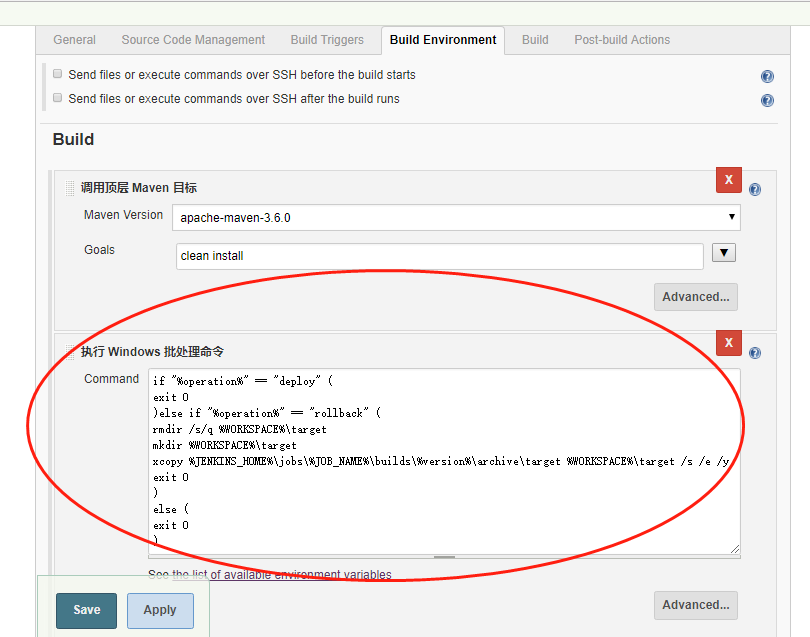 General Source Code Management Build Triggers Build Environment Build Post-build Actions
Send files or execute commands over SSH before the build starts
Send files or execute commands over SSH after the build runs
Build
X
调用顶层 Maven 目标
Maven Version apache-maven-3.6.0
Goals clean install
Advanced...
X
执行 Windows 批处理命令
Command
if "%operation%" == "deploy" (
exit 0
)else if "%operation%" == "rollback" (
rmdir /s/q %WORKSPACE%\target
mkdir %WORKSPACE%\target
xcopy %JENKINS_HOME%\jobs\%JOB_NAME%\builds\%version%\archive\target %WORKSPACE%\target /s /e /y
exit 0
)
else (
exit 0
)
See the list of available environment variables
Save Apply Advanced...